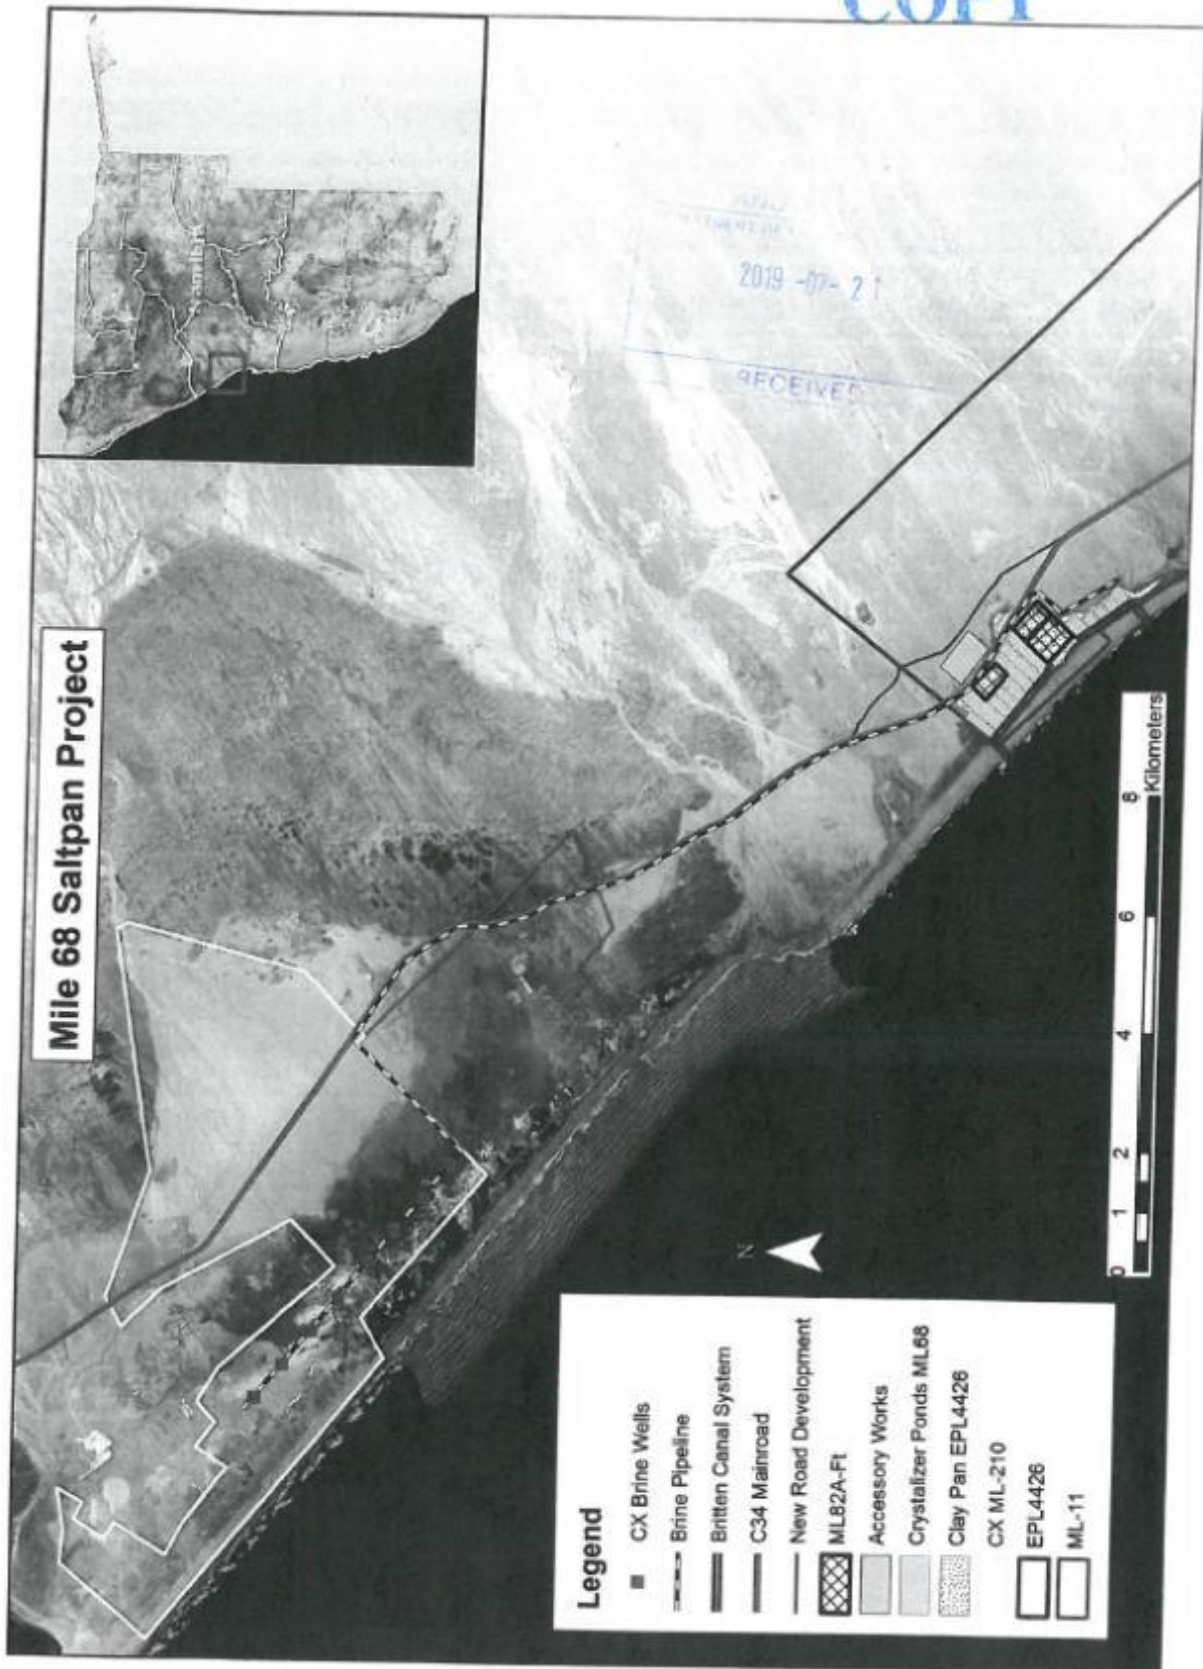 COPY
Mile 68 Saltpan Project
Namibia
2019 -07- 21
RECEIVED
N
0 1 2 4 6 8
Kilometers
Legend
CX Brine Wells
Brine Pipeline
Britten Canal System
C34 Mainroad
New Road Development
ML82A-Ft
Accessory Works
Crystalizer Ponds ML68
Clay Pan EPL4426
CX ML-210
EPL4426
ML-11